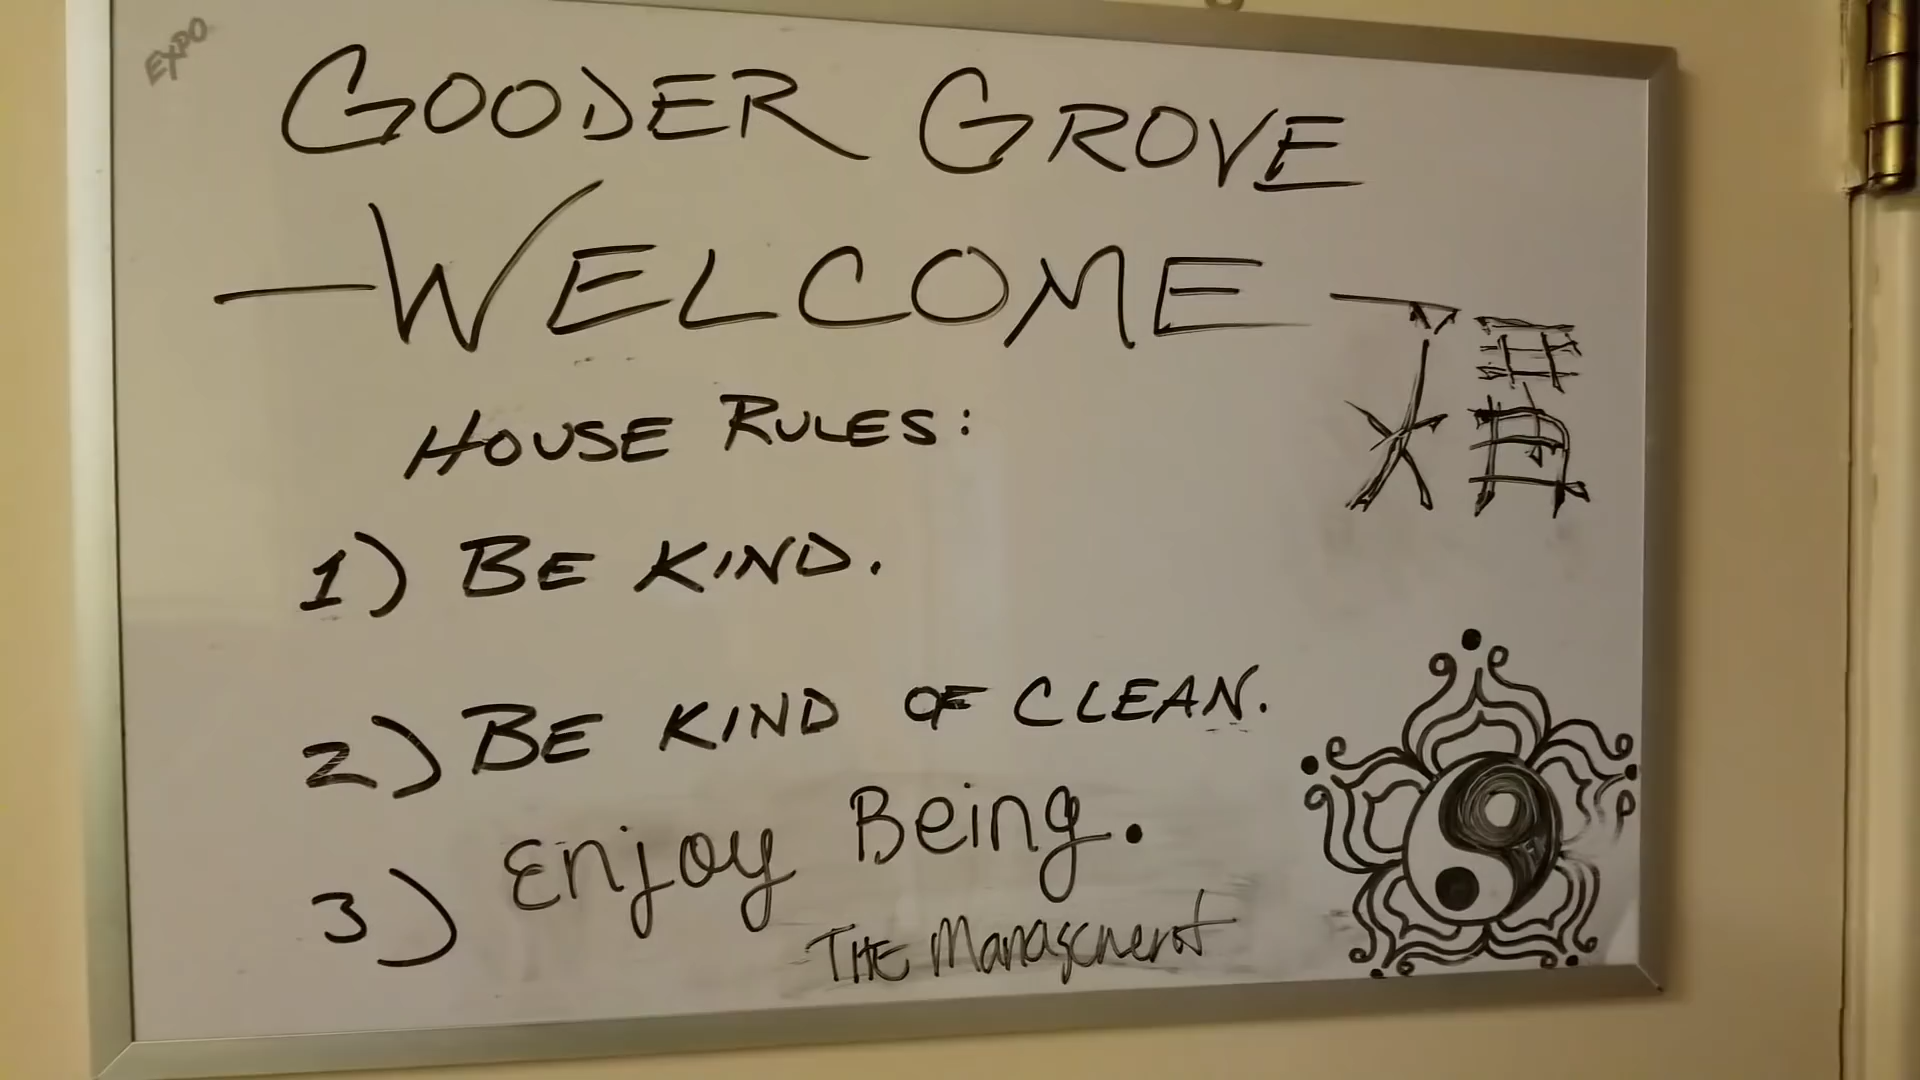 EXPO
GOODER GROVE
—WELCOME—
HOUSE RULES:
1) BE KIND.
2) BE KIND OF CLEAN.
3) Enjoy Being.
THE Management